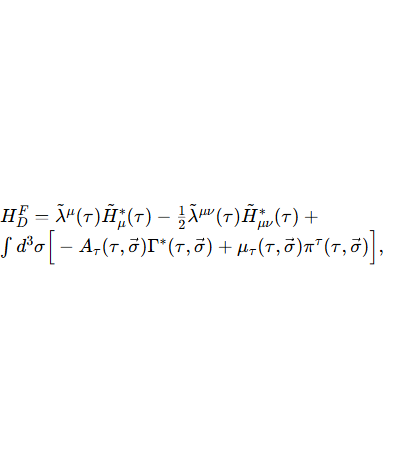 $H_D^F = \tilde{\lambda}^\mu(\tau)\tilde{H}_\mu^*(\tau) - \frac{1}{2}\tilde{\lambda}^{\mu\nu}(\tau)\tilde{H}_{\mu\nu}^*(\tau) +$
$\int d^3\sigma \Big[ - A_\tau(\tau,\vec{\sigma})\Gamma^*(\tau,\vec{\sigma}) + \mu_\tau(\tau,\vec{\sigma})\pi^\tau(\tau,\vec{\sigma}) \Big],$